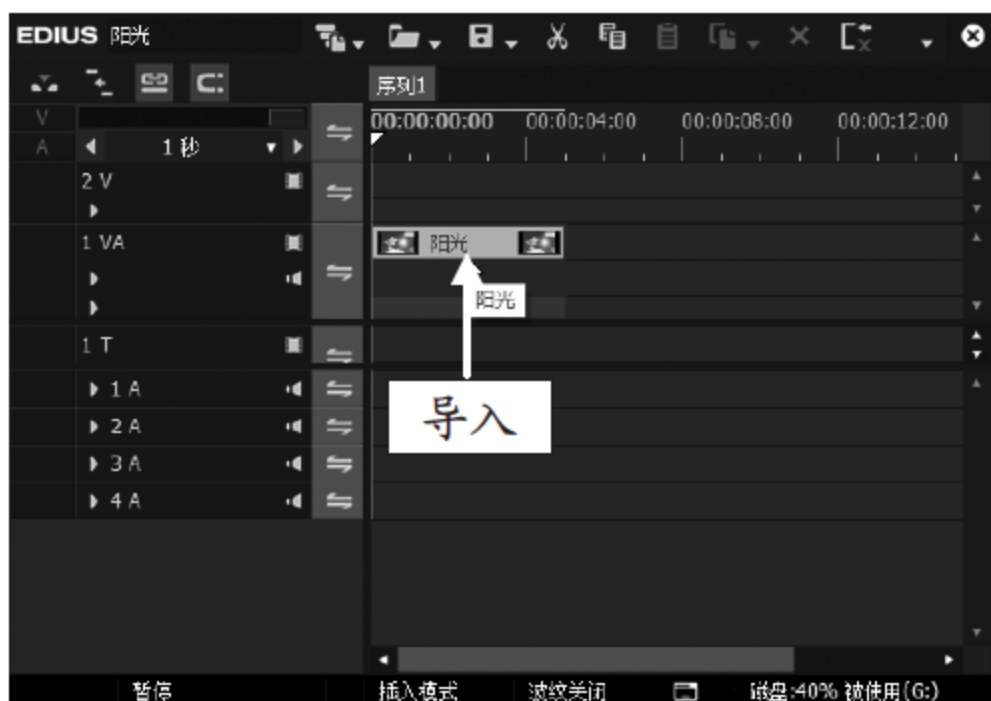 EDIUS 阳光
序列1
V
00:00:00:00 00:00:04:00 00:00:08:00 00:00:12:00
A 1秒
2 V
1 VA 阳光
阳光
1 T
1 A 导入
2 A
3 A
4 A
暂停 插入模式 波纹关闭 磁盘:40% 被使用(G:)